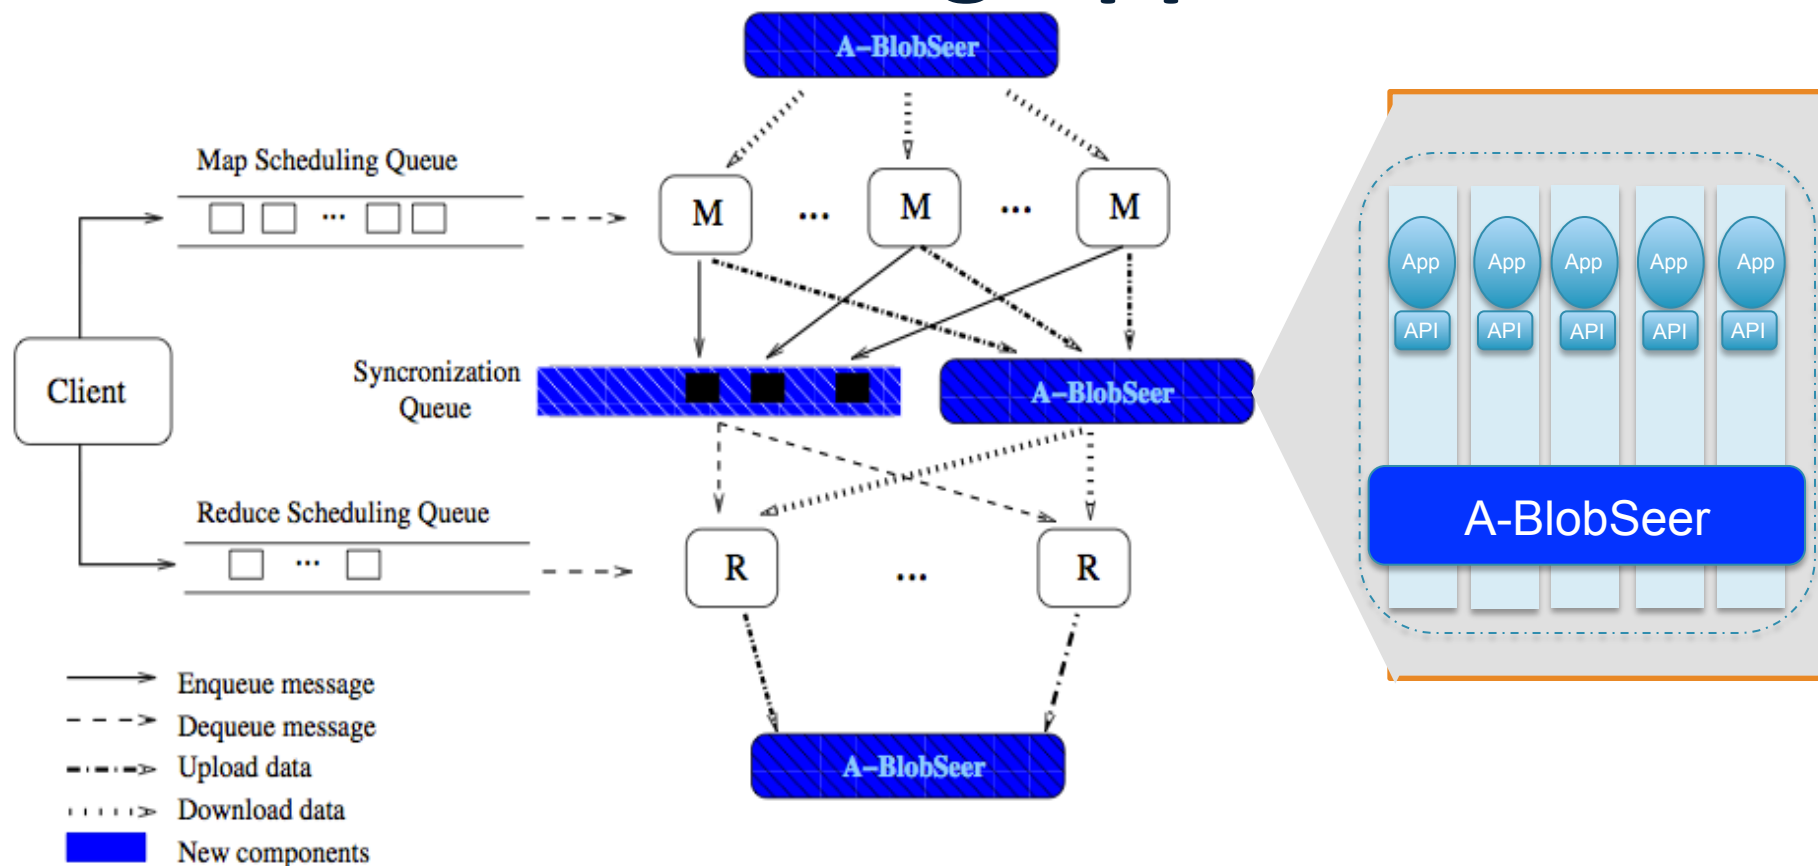 A-BlobSeer
Map Scheduling Queue
...
M
...
M
...
M
App
App
App
App
App
API
API
API
API
API
Client
Syncronization
Queue
A-BlobSeer
A-BlobSeer
Reduce Scheduling Queue
...
R
...
R
Enqueue message
Dequeue message
Upload data
Download data
New components
A-BlobSeer